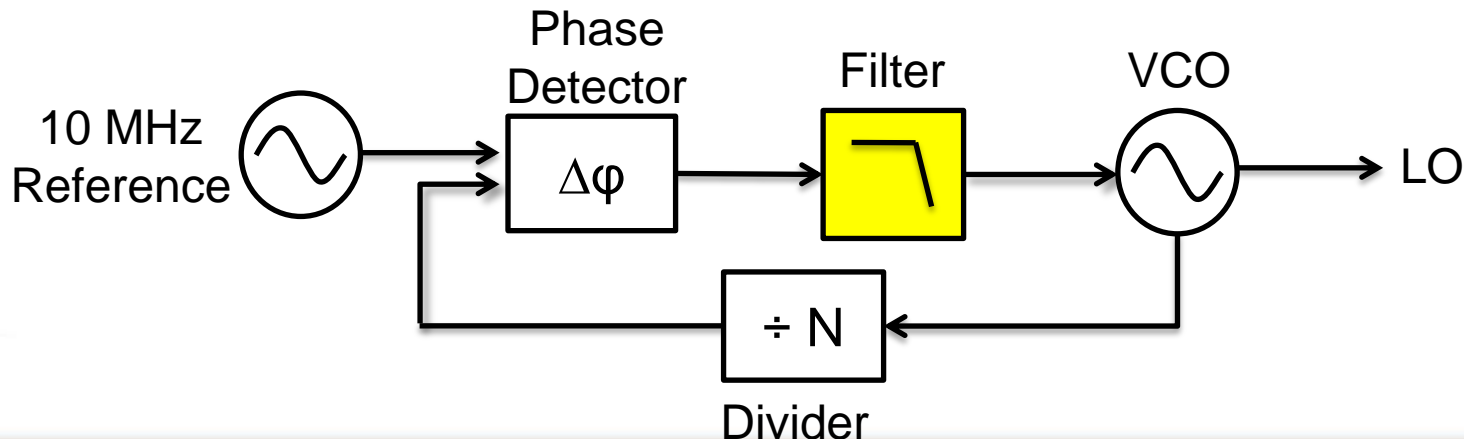 Phase
Detector
Filter
VCO
10 MHz
Reference
Δφ
LO
÷ N
Divider